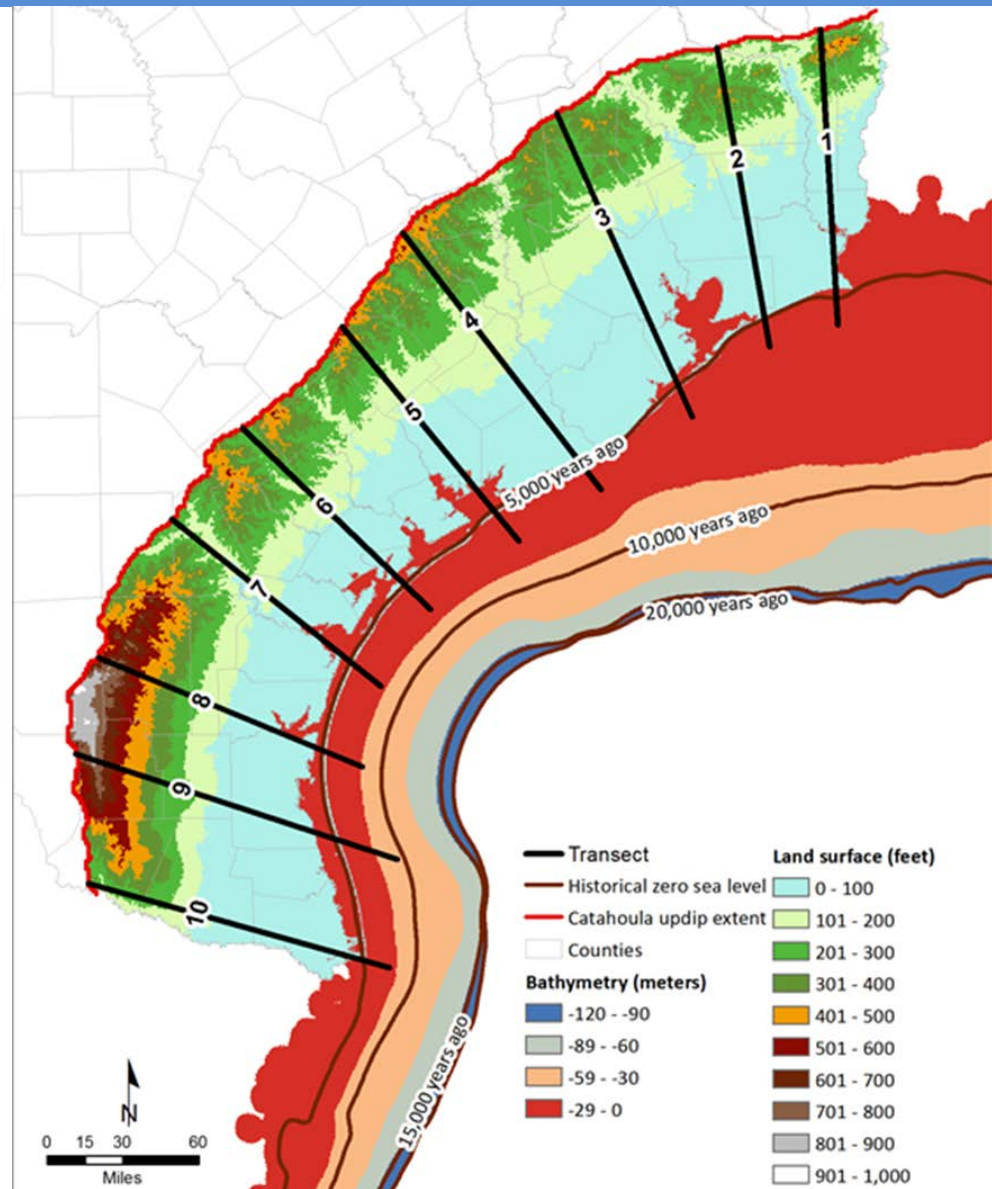 1
2
3
4
5
6
7
8
9
10
5,000 years ago
10,000 years ago
20,000 years ago
15,000 years ago
Transect
Historical zero sea level
Catahoula updip extent
Counties
Bathymetry (meters)
-120 - -90
-89 - -60
-59 - -30
-29 - 0
Land surface (feet)
0 - 100
101 - 200
201 - 300
301 - 400
401 - 500
501 - 600
601 - 700
701 - 800
801 - 900
901 - 1,000
N
0 15 30 60
Miles